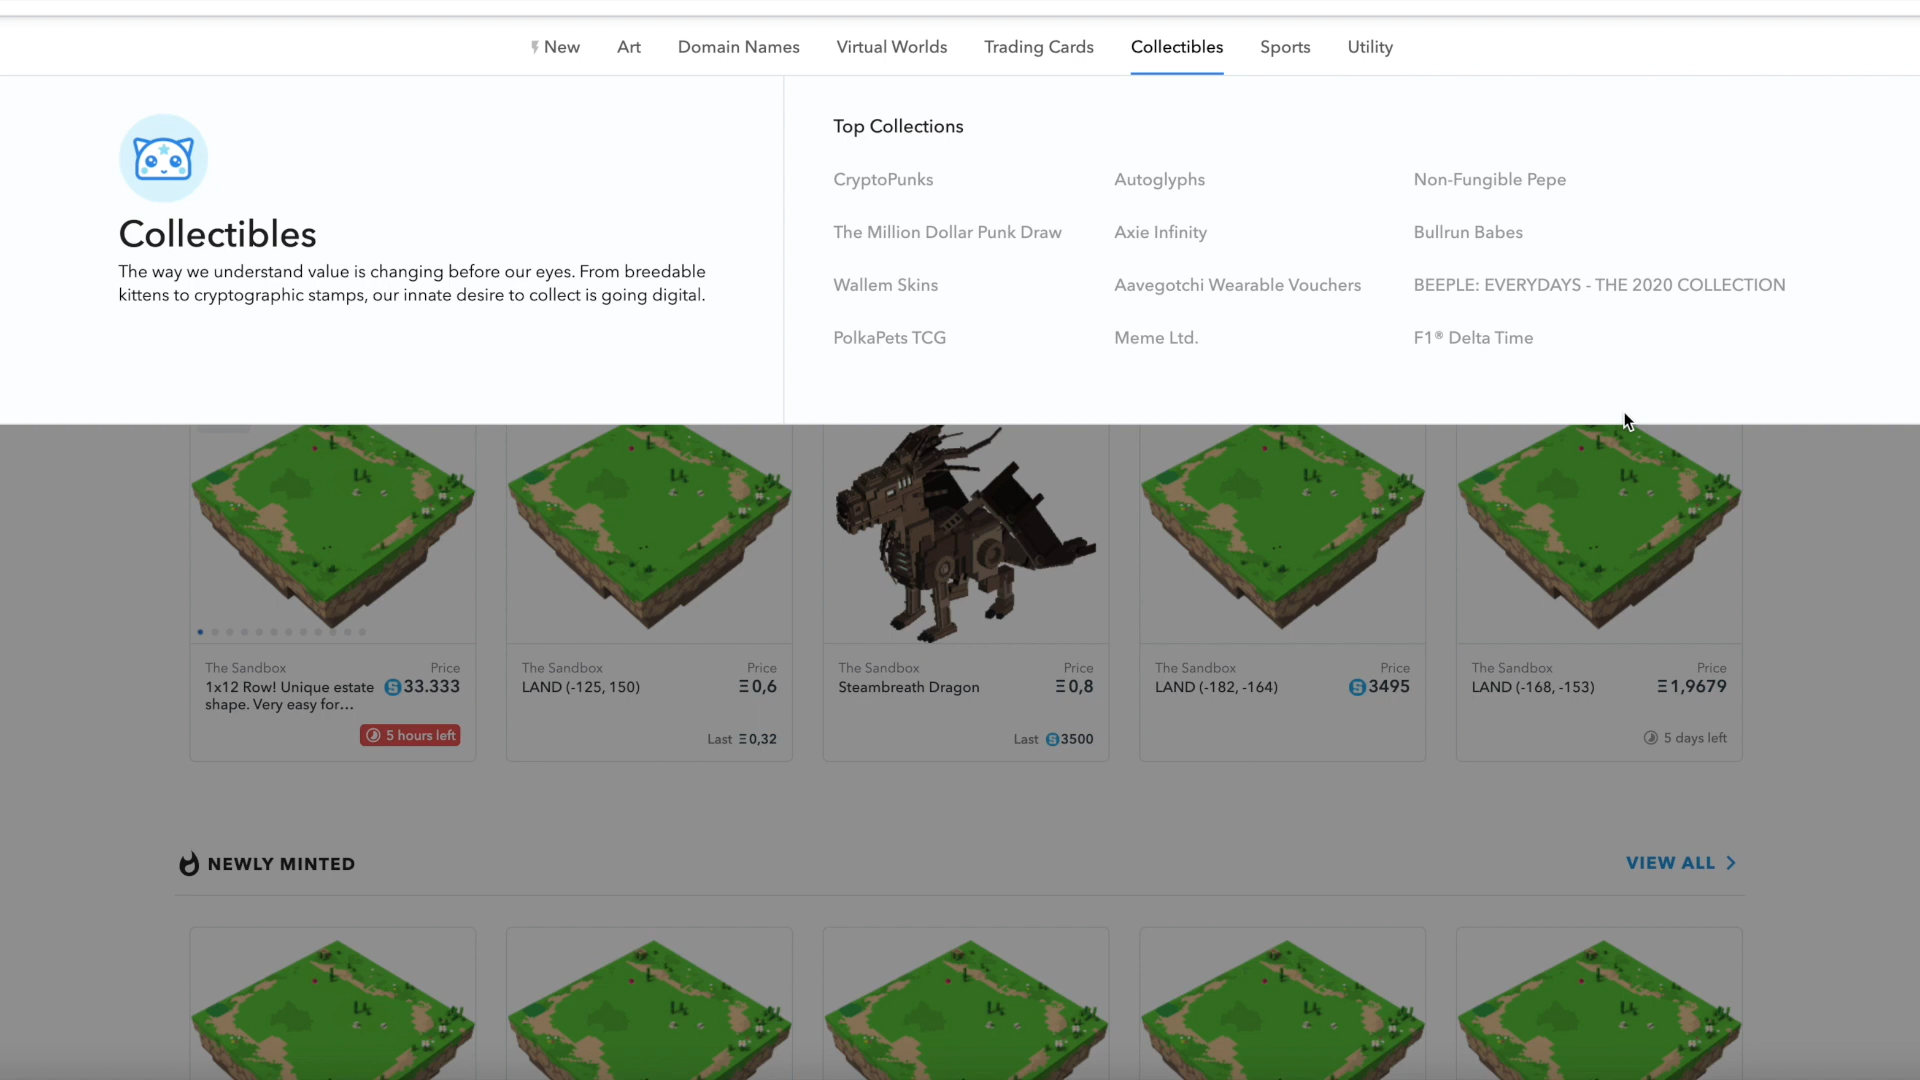 New Art Domain Names Virtual Worlds Trading Cards Collectibles Sports Utility
Collectibles
The way we understand value is changing before our eyes. From breedable
kittens to cryptographic stamps, our innate desire to collect is going digital.
Top Collections
CryptoPunks Autoglyphs Non-Fungible Pepe
The Million Dollar Punk Draw Axie Infinity Bullrun Babes
Wallem Skins Aavegotchi Wearable Vouchers BEEPLE: EVERYDAYS - THE 2020 COLLECTION
PolkaPets TCG Meme Ltd. F1® Delta Time
The Sandbox Price
1x12 Row! Unique estate 33.333
shape. Very easy for...
5 hours left
The Sandbox Price
LAND (-125, 150) Ξ0,6
Last Ξ0,32
The Sandbox Price
Steambreath Dragon Ξ0,8
Last 3500
The Sandbox Price
LAND (-182, -164) 3495
The Sandbox Price
LAND (-168, -153) Ξ1,9679
5 days left
NEWLY MINTED VIEW ALL